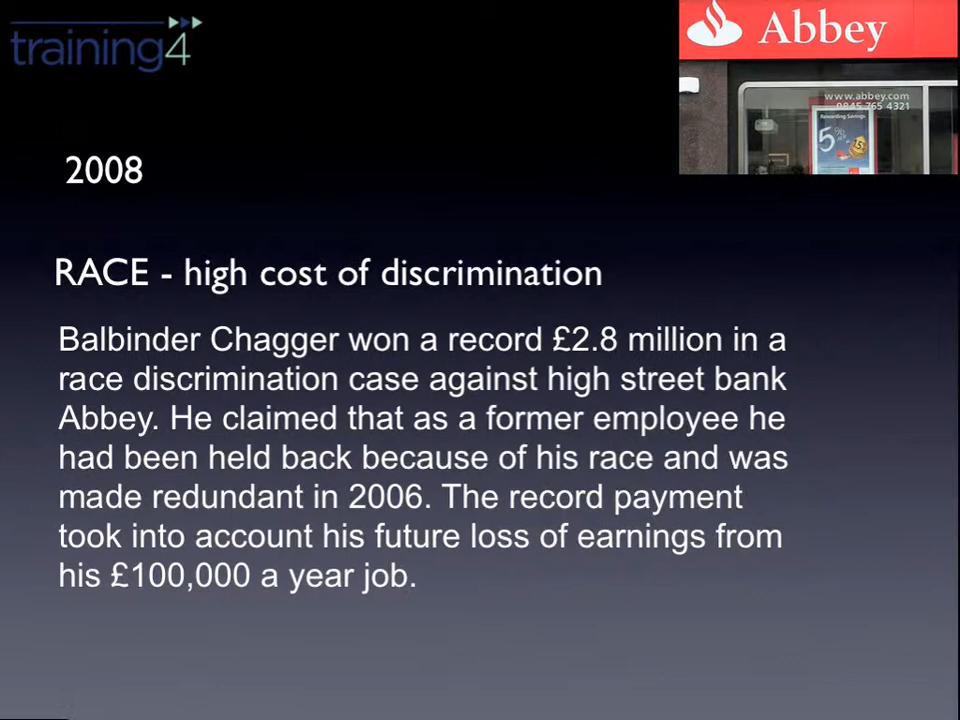 training4
Abbey
www.abbey.com
0845 765 4321
Rewarding Savings
5%
2008
RACE - high cost of discrimination
Balbinder Chagger won a record £2.8 million in a
race discrimination case against high street bank
Abbey. He claimed that as a former employee he
had been held back because of his race and was
made redundant in 2006. The record payment
took into account his future loss of earnings from
his £100,000 a year job.